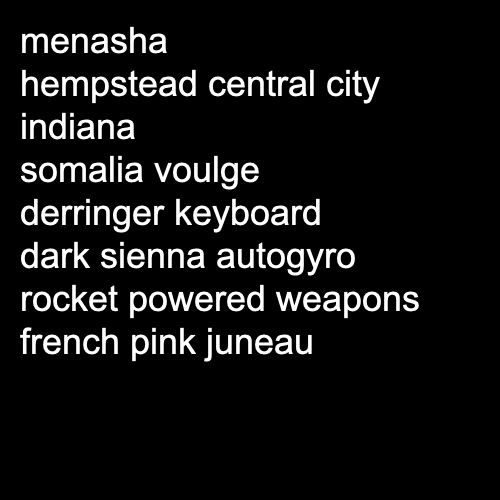 menasha
hempstead central city
indiana
somalia voulge
derringer keyboard
dark sienna autogyro
rocket powered weapons
french pink juneau